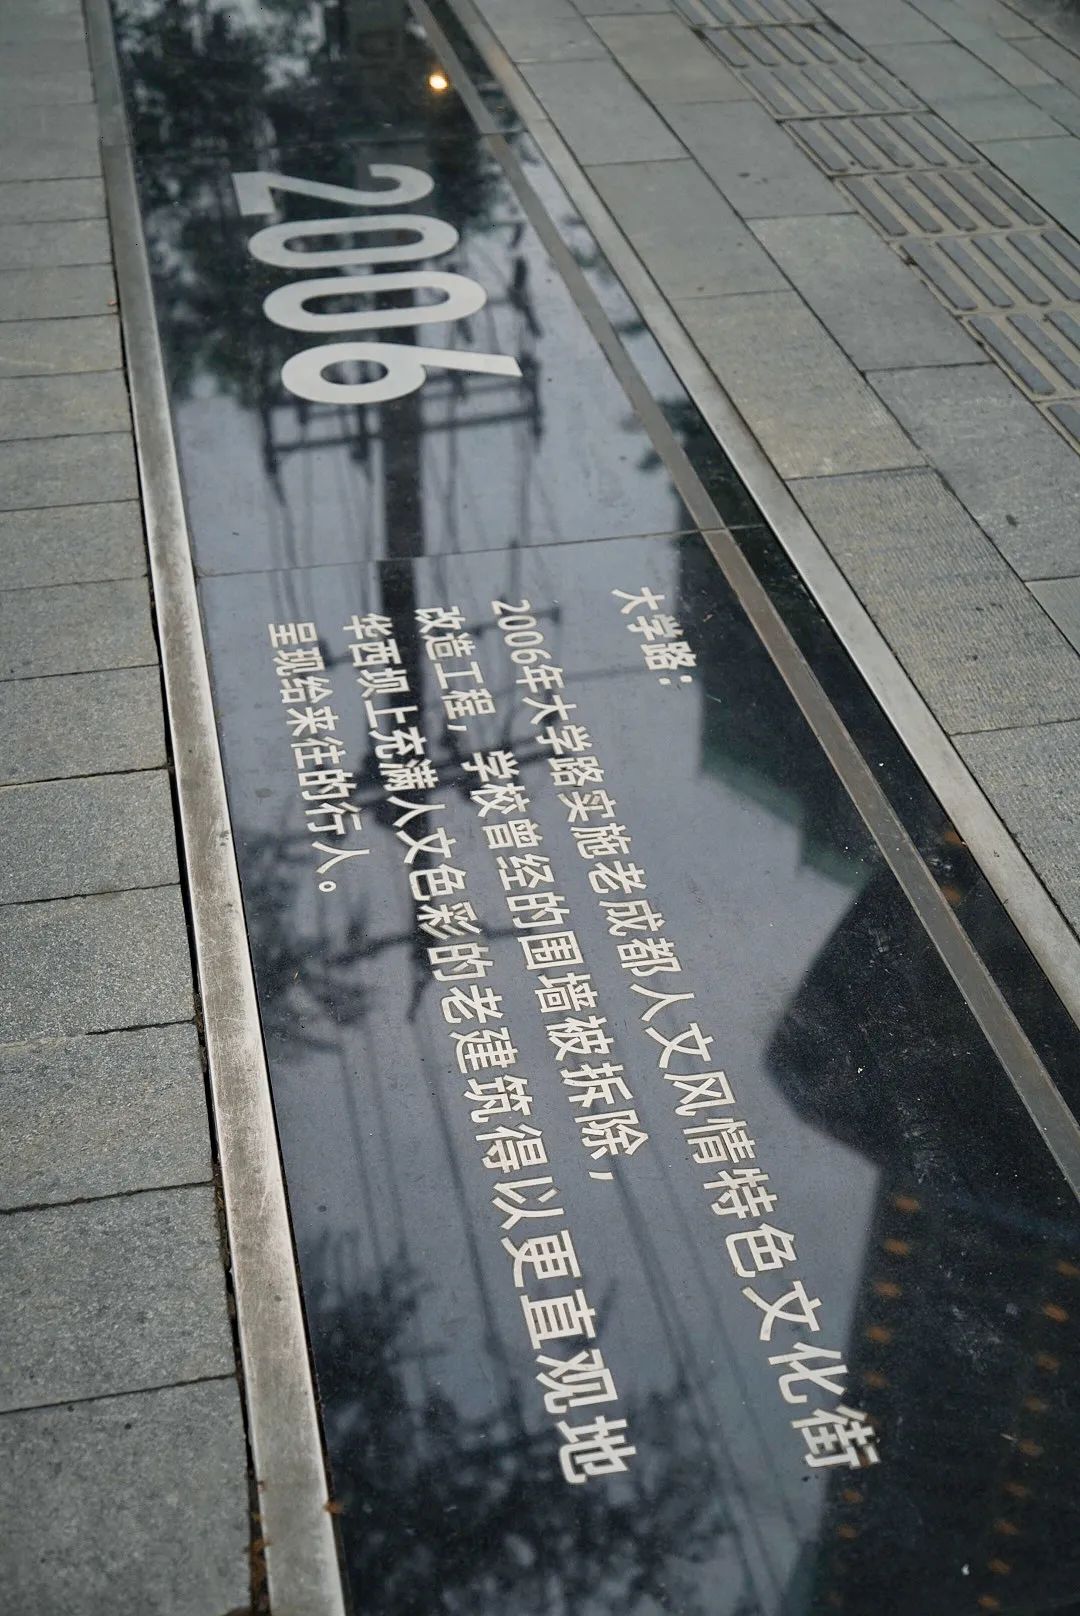 2006
大学路：
2006年大学路实施老成都人文风情特色文化街
改造工程，学校曾经的围墙被拆除，
华西坝上充满人文色彩的老建筑得以更直观地
呈现给来往的行人。